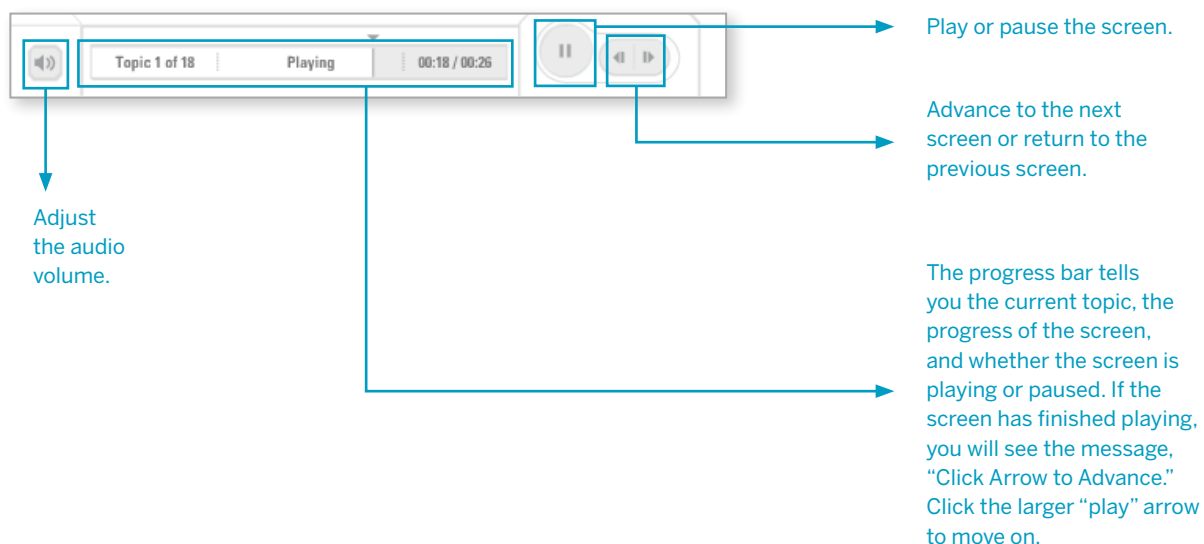 Topic 1 of 18
Playing
00:18 / 00:26
Play or pause the screen.
Advance to the next
screen or return to the
previous screen.
Adjust
the audio
volume.
The progress bar tells
you the current topic, the
progress of the screen,
and whether the screen is
playing or paused. If the
screen has finished playing,
you will see the message,
“Click Arrow to Advance.”
Click the larger “play” arrow
to move on.